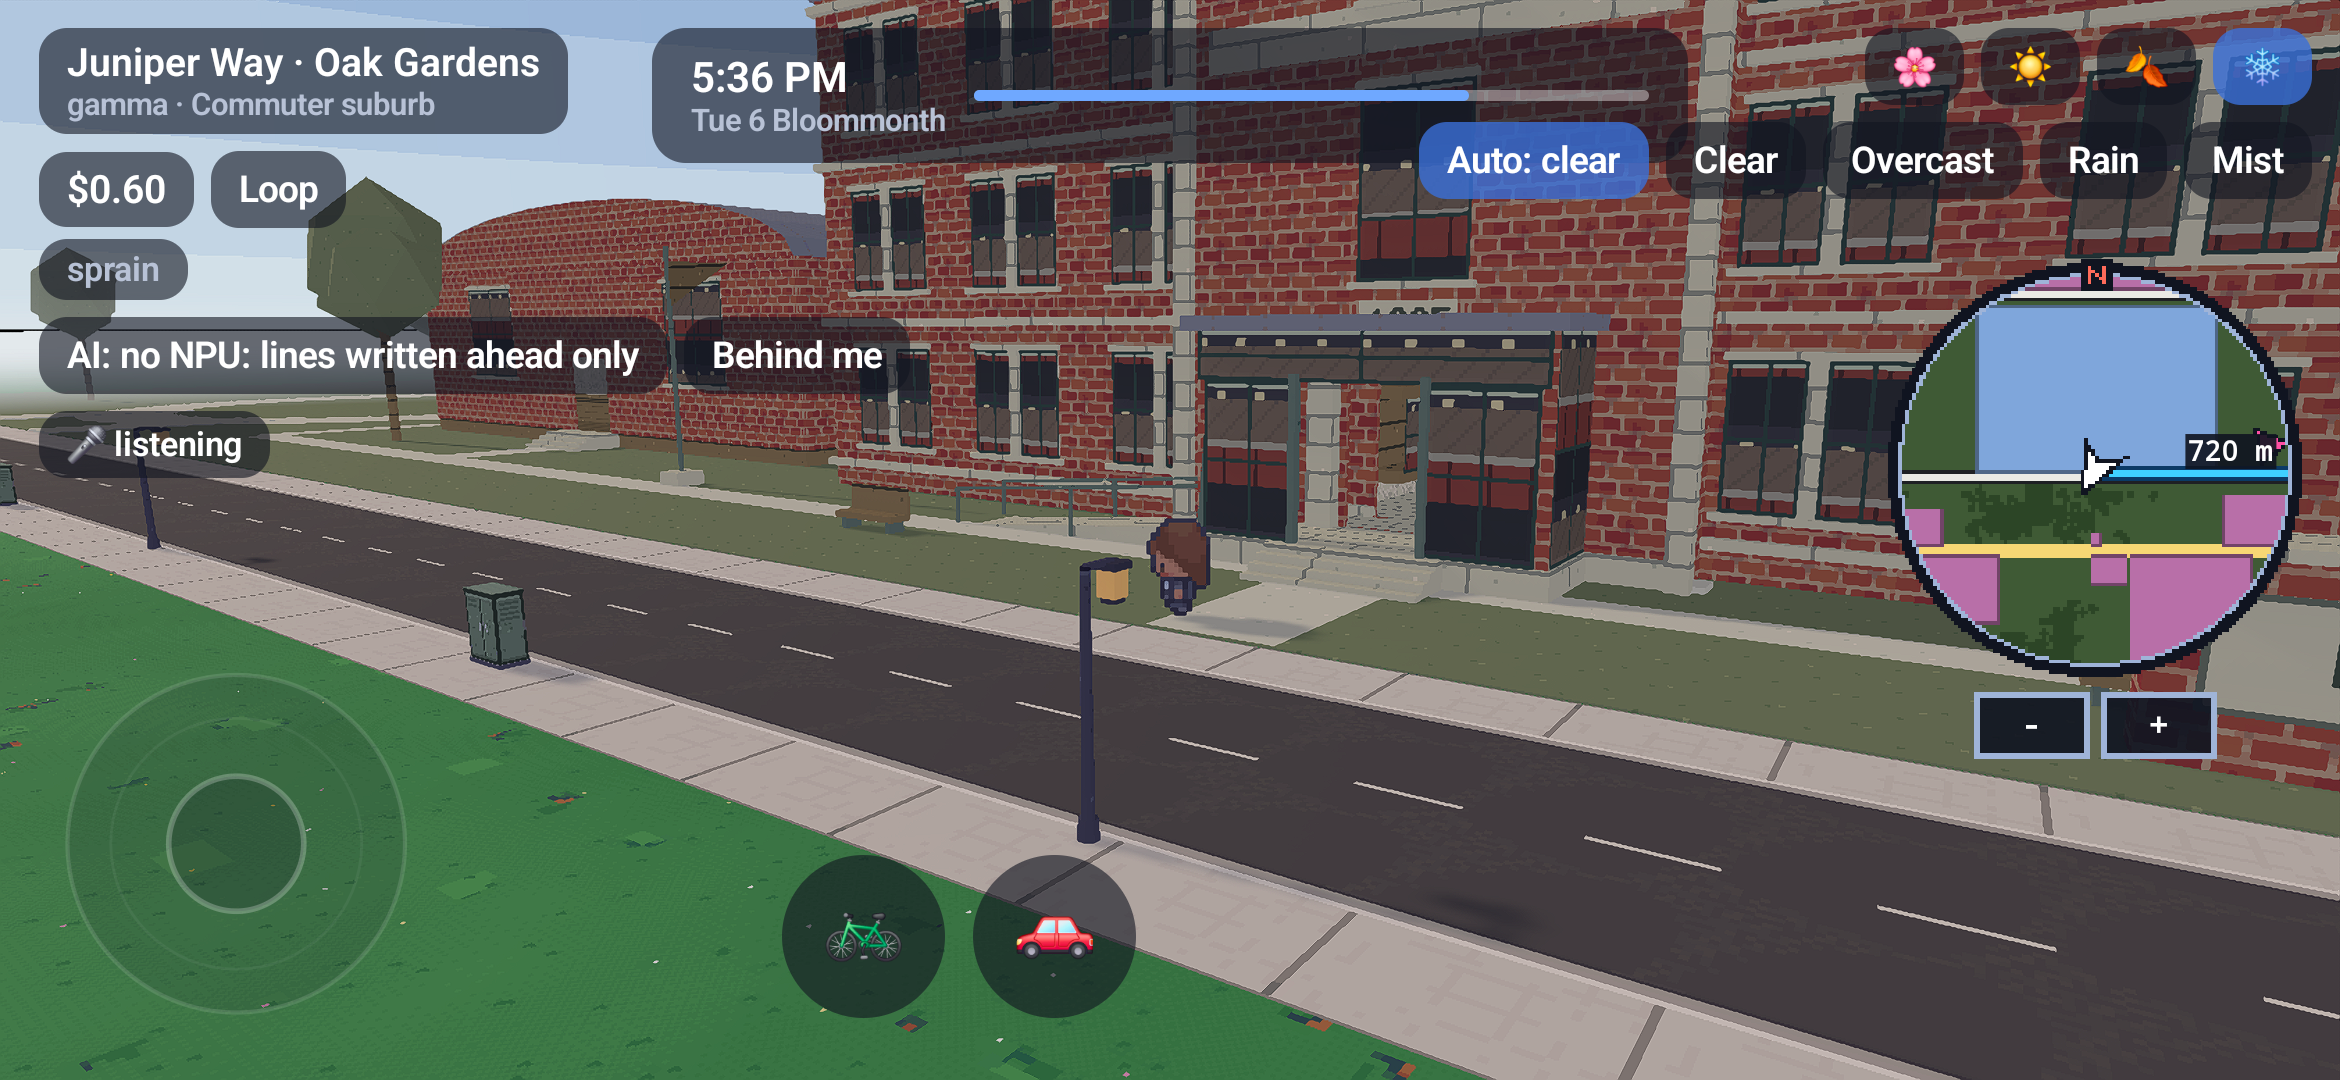 Juniper Way · Oak Gardens
gamma · Commuter suburb
5:36 PM
Tue 6 Bloommonth
$0.60
Loop
Auto: clear
Clear
Overcast
Rain
Mist
sprain
N
AI: no NPU: lines written ahead only
Behind me
listening
720 m
-
+